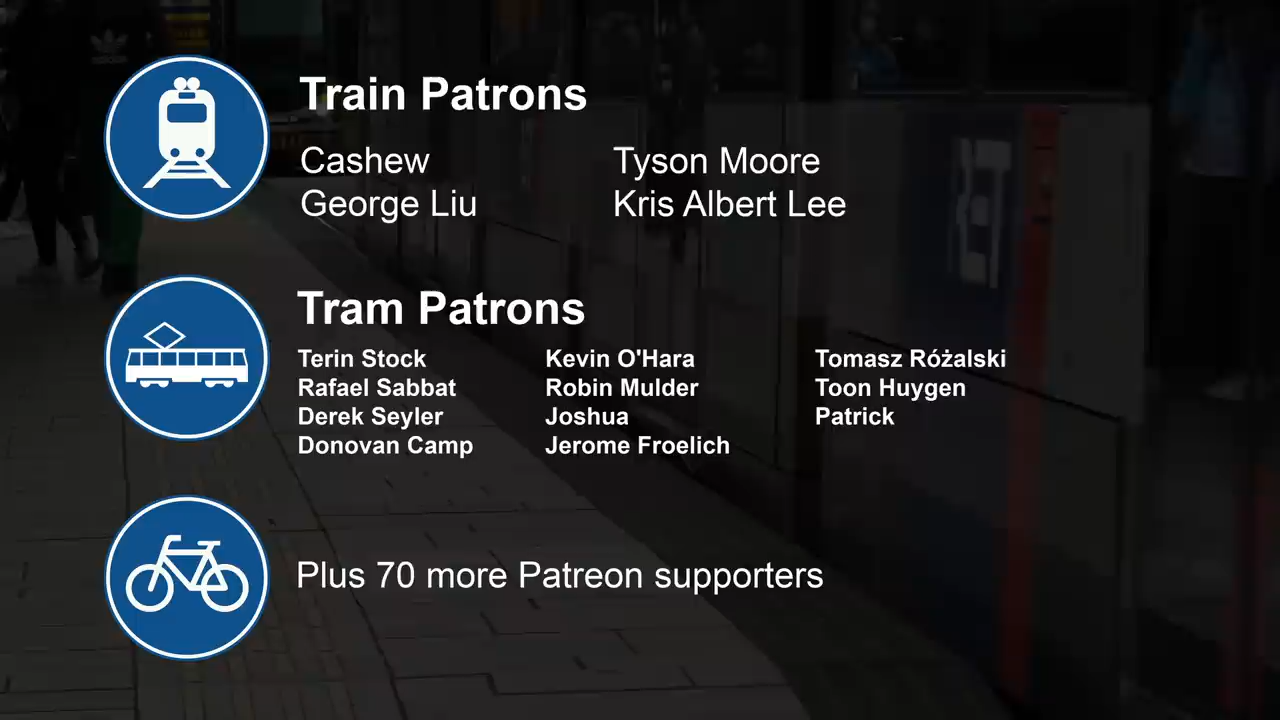 Train Patrons
Cashew
George Liu
Tyson Moore
Kris Albert Lee
Tram Patrons
Terin Stock
Rafael Sabbat
Derek Seyler
Donovan Camp
Kevin O'Hara
Robin Mulder
Joshua
Jerome Froelich
Tomasz Różalski
Toon Huygen
Patrick
Plus 70 more Patreon supporters